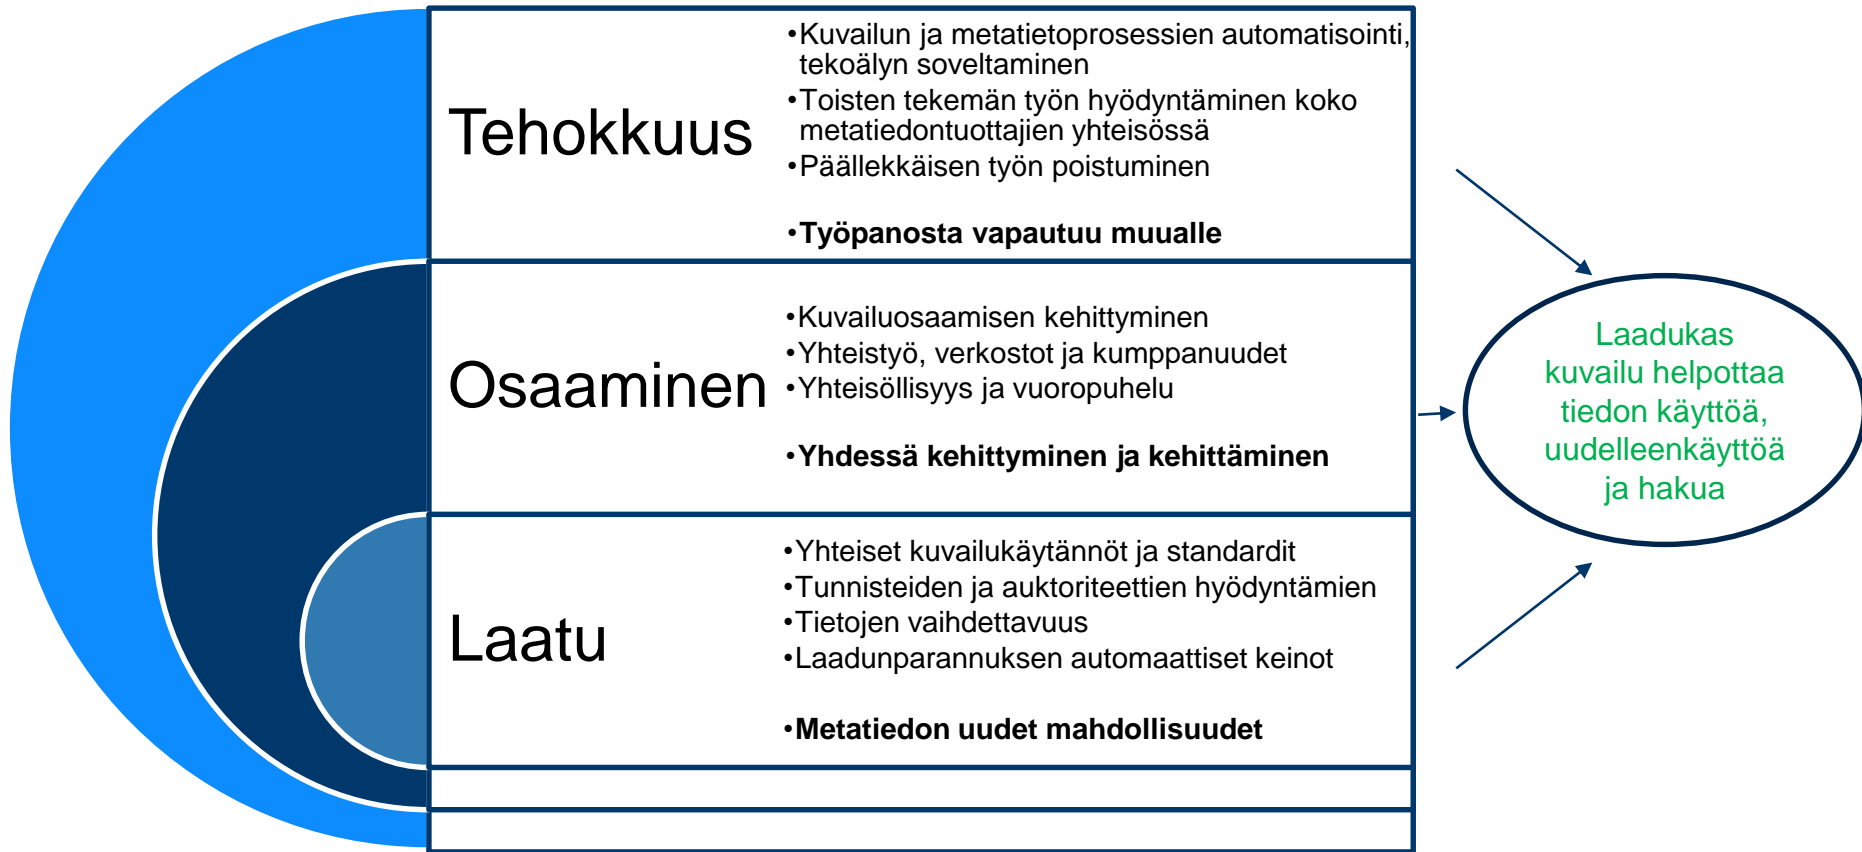 Tehokkuus
•Kuvailun ja metatietoprosessien automatisointi,
tekoälyn soveltaminen
•Toisten tekemän työn hyödyntäminen koko
metatiedontuottajien yhteisössä
•Päällekkäisen työn poistuminen
•Työpanosta vapautuu muualle
Osaaminen
•Kuvailuosaamisen kehittyminen
•Yhteistyö, verkostot ja kumppanuudet
•Yhteisöllisyys ja vuoropuhelu
•Yhdessä kehittyminen ja kehittäminen
Laatu
•Yhteiset kuvailukäytännöt ja standardit
•Tunnisteiden ja auktoriteettien hyödyntämien
•Tietojen vaihdettavuus
•Laadunparannuksen automaattiset keinot
•Metatiedon uudet mahdollisuudet
Laadukas
kuvailu helpottaa
tiedon käyttöä,
uudelleenkäyttöä
ja hakua